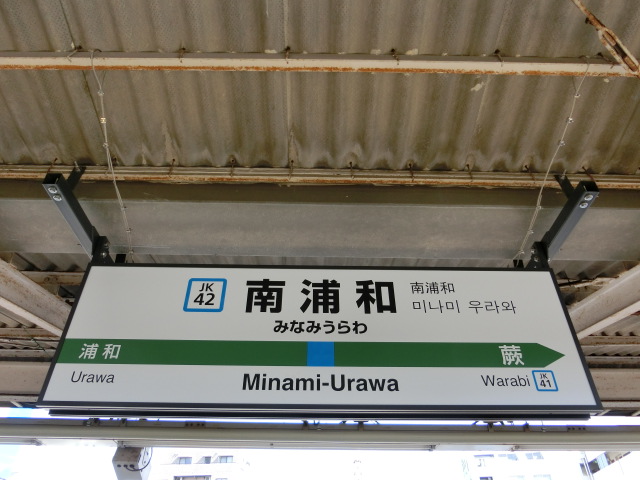 JK
42
南浦和
みなみうらわ
南浦和
미나미 우라와
浦和
蕨
Urawa
Minami-Urawa
Warabi
JK
41